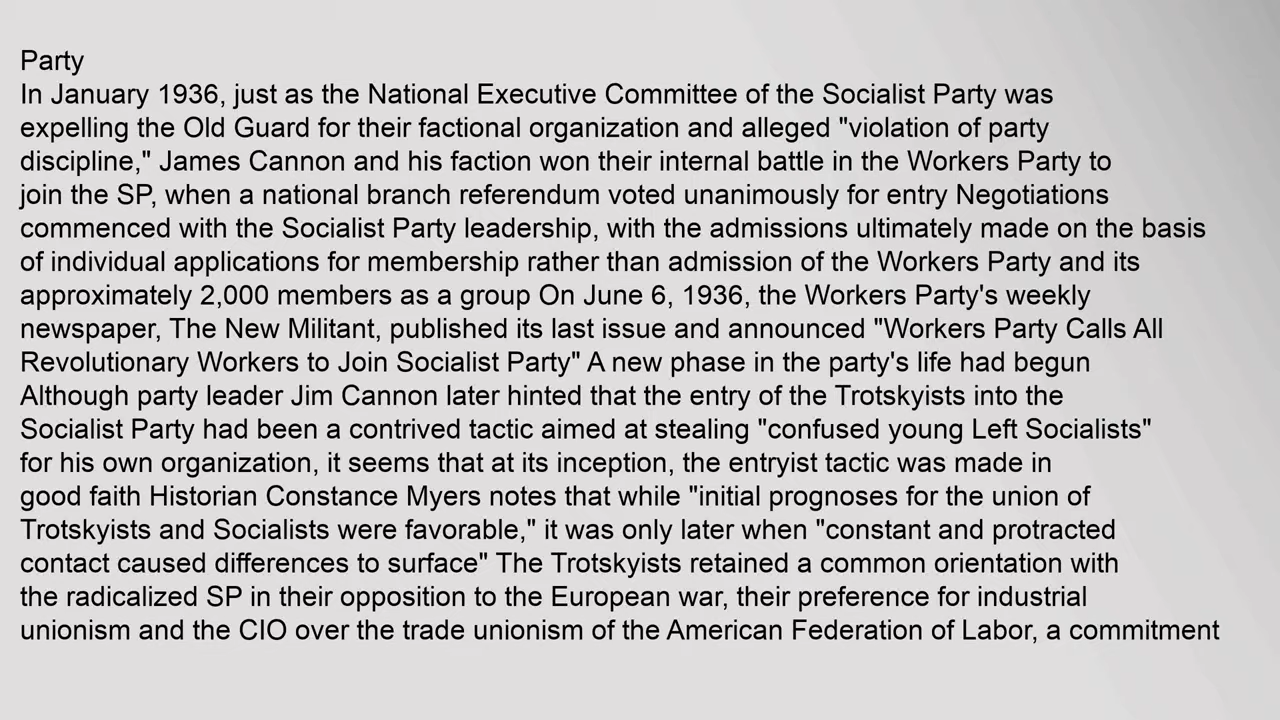 Party
In January 1936, just as the National Executive Committee of the Socialist Party was
expelling the Old Guard for their factional organization and alleged "violation of party
discipline," James Cannon and his faction won their internal battle in the Workers Party to
join the SP, when a national branch referendum voted unanimously for entry Negotiations
commenced with the Socialist Party leadership, with the admissions ultimately made on the basis
of individual applications for membership rather than admission of the Workers Party and its
approximately 2,000 members as a group On June 6, 1936, the Workers Party's weekly
newspaper, The New Militant, published its last issue and announced "Workers Party Calls All
Revolutionary Workers to Join Socialist Party" A new phase in the party's life had begun
Although party leader Jim Cannon later hinted that the entry of the Trotskyists into the
Socialist Party had been a contrived tactic aimed at stealing "confused young Left Socialists"
for his own organization, it seems that at its inception, the entryist tactic was made in
good faith Historian Constance Myers notes that while "initial prognoses for the union of
Trotskyists and Socialists were favorable," it was only later when "constant and protracted
contact caused differences to surface" The Trotskyists retained a common orientation with
the radicalized SP in their opposition to the European war, their preference for industrial
unionism and the CIO over the trade unionism of the American Federation of Labor, a commitment